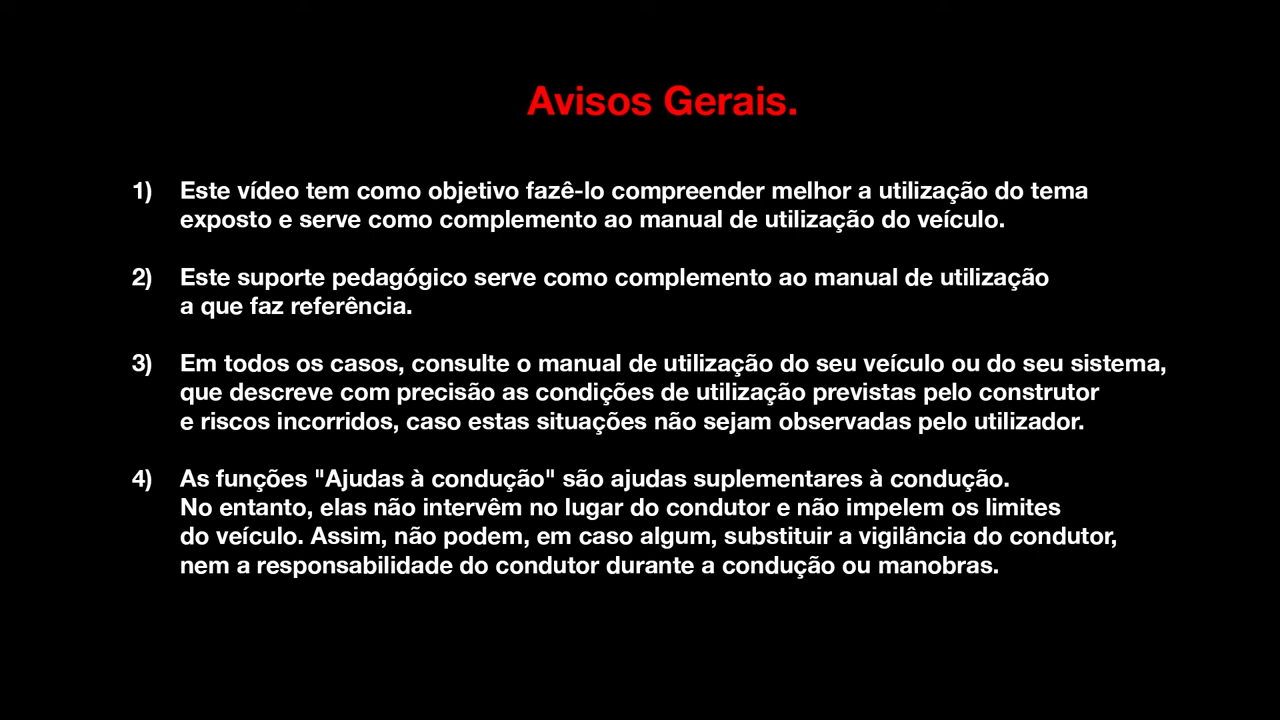 Avisos Gerais.
1) Este vídeo tem como objetivo fazê-lo compreender melhor a utilização do tema
exposto e serve como complemento ao manual de utilização do veículo.
2) Este suporte pedagógico serve como complemento ao manual de utilização
a que faz referência.
3) Em todos os casos, consulte o manual de utilização do seu veículo ou do seu sistema,
que descreve com precisão as condições de utilização previstas pelo construtor
e riscos incorridos, caso estas situações não sejam observadas pelo utilizador.
4) As funções "Ajudas à condução" são ajudas suplementares à condução.
No entanto, elas não intervêm no lugar do condutor e não impelem os limites
do veículo. Assim, não podem, em caso algum, substituir a vigilância do condutor,
nem a responsabilidade do condutor durante a condução ou manobras.